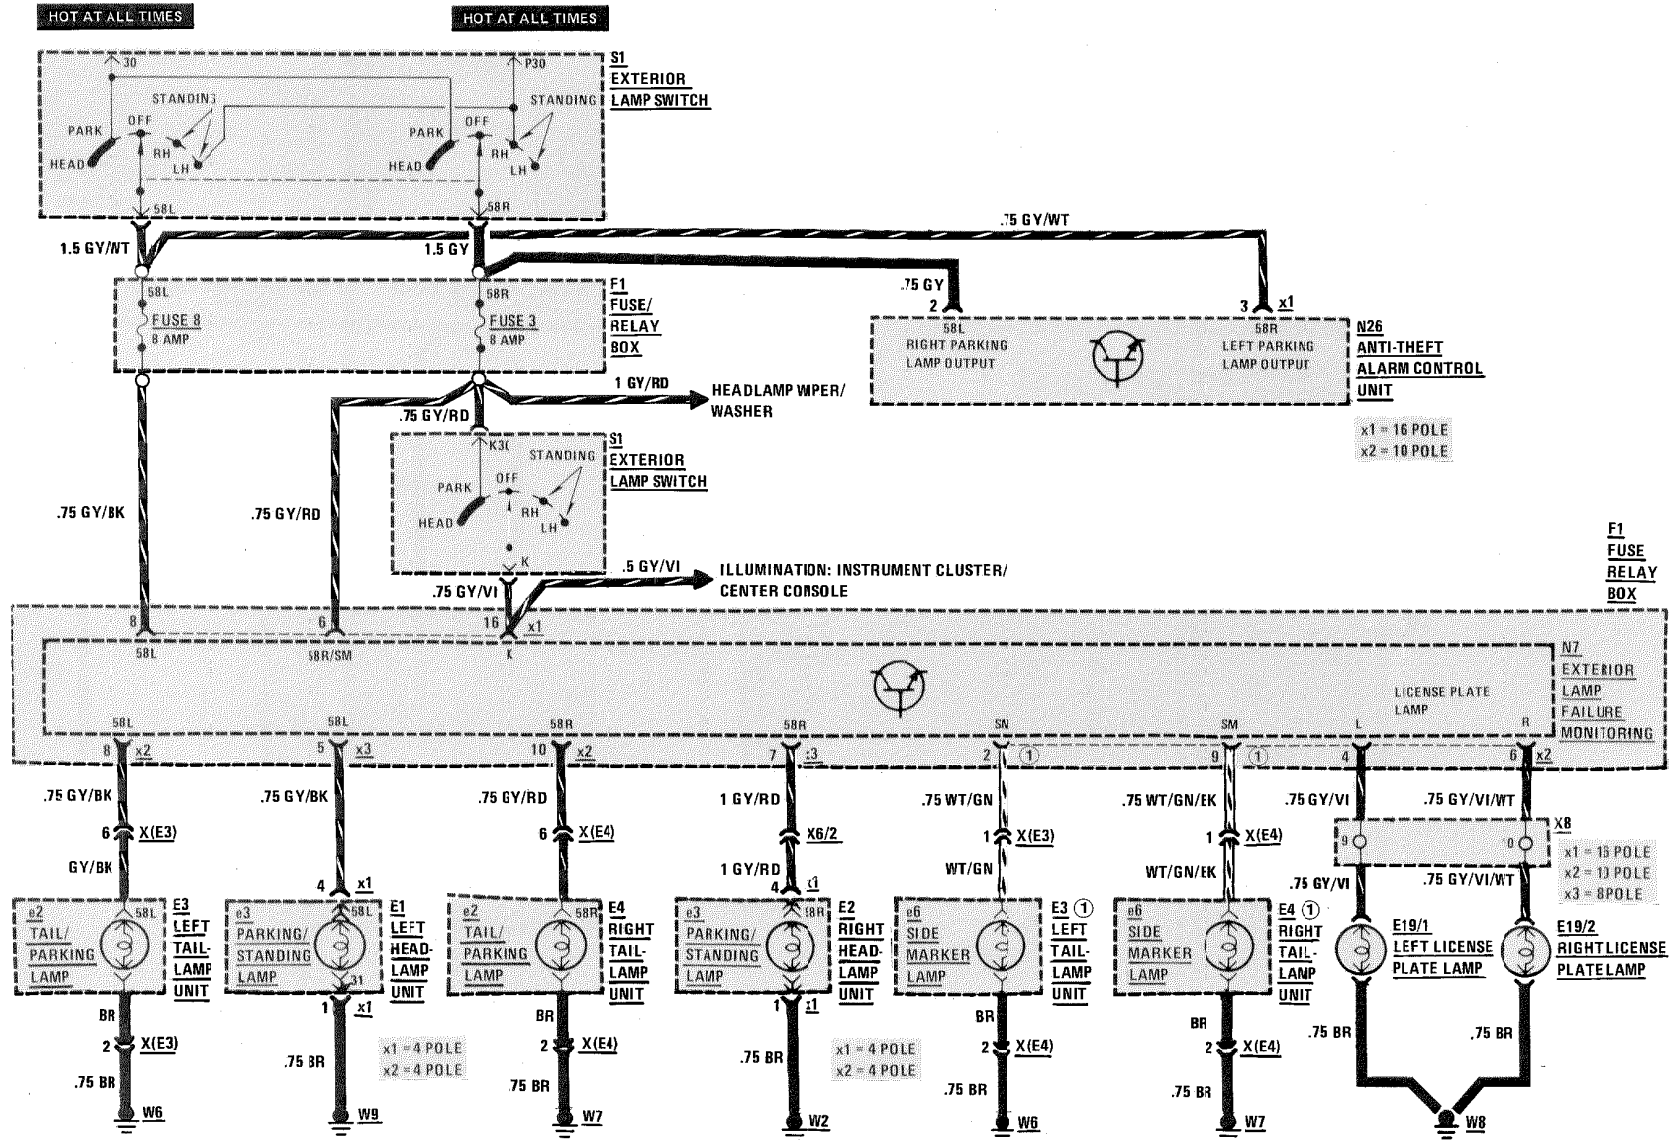 HOT AT ALL TIMES
HOT AT ALL TIMES
30
P30
S1
EXTERIOR
LAMP SWITCH
STANDING
STANDING
OFF
OFF
PARK
PARK
HEAD
HEAD
RH
RH
LH
LH
58L
58R
1.5 GY/WT
1.5 GY
.75 GY/WT
.75 GY
2
3
x1
58L
58R
F1
FUSE/
RELAY
BOX
FUSE 8
8 AMP
FUSE 3
8 AMP
58L
RIGHT PARKING
LAMP OUTPUT
58R
LEFT PARKING
LAMP OUTPUT
N26
ANTI-THEFT
ALARM CONTROL
UNIT
x1 = 16 POLE
x2 = 10 POLE
1 GY/RD
HEADLAMP WIPER/
WASHER
.75 GY/RD
S1
EXTERIOR
LAMP SWITCH
STANDING
OFF
PARK
HEAD
RH
LH
K
.75 GY/BK
.75 GY/RD
.75 GY/VI
.5 GY/VI
ILLUMINATION: INSTRUMENT CLUSTER/
CENTER CONSOLE
F1
FUSE
RELAY
BOX
8
6
16
x1
58L
58R/SM
K
N7
EXTERIOR
LAMP
FAILURE
MONITORING
LICENSE PLATE
LAMP
58L
58L
58R
58R
SN
SM
L
R
8
x2
5
x3
10
x2
7
:3
2
①
9
①
4
6
x2
.75 GY/BK
.75 GY/BK
.75 GY/RD
1 GY/RD
.75 WT/GN
.75 WT/GN/BK
.75 GY/VI
.75 GY/VI/WT
6
X(E3)
6
X(E4)
X6/2
1
X(E3)
1
X(E4)
9
0
X8
x1 = 16 POLE
x2 = 10 POLE
x3 = 8POLE
GY/BK
1 GY/RD
WT/GN
WT/GN/BK
.75 GY/VI
.75 GY/VI/WT
4
x1
4
x1
e2
TAIL/
PARKING
LAMP
58L
E3
LEFT
TAIL-
LAMP
UNIT
e3
PARKING/
STANDING
LAMP
58L
31
E1
LEFT
HEAD-
LAMP
UNIT
e2
TAIL/
PARKING
LAMP
58R
E4
RIGHT
TAIL-
LAMP
UNIT
e3
PARKING/
STANDING
LAMP
58R
E2
RIGHT
HEAD-
LAMP
UNIT
e6
SIDE
MARKER
LAMP
E3 ①
LEFT
TAIL-
LAMP
UNIT
e6
SIDE
MARKER
LAMP
E4 ①
RIGHT
TAIL-
LAMP
UNIT
E19/1
LEFT LICENSE
PLATE LAMP
E19/2
RIGHT LICENSE
PLATE LAMP
1
x1
1
x1
BR
BR
BR
BR
2
X(E3)
2
X(E4)
2
X(E4)
2
X(E4)
x1 = 4 POLE
x2 = 4 POLE
x1 = 4 POLE
x2 = 4 POLE
.75 BR
.75 BR
.75 BR
.75 BR
.75 BR
.75 BR
.75 BR
.75 BR
W6
W9
W7
W2
W6
W7
W8